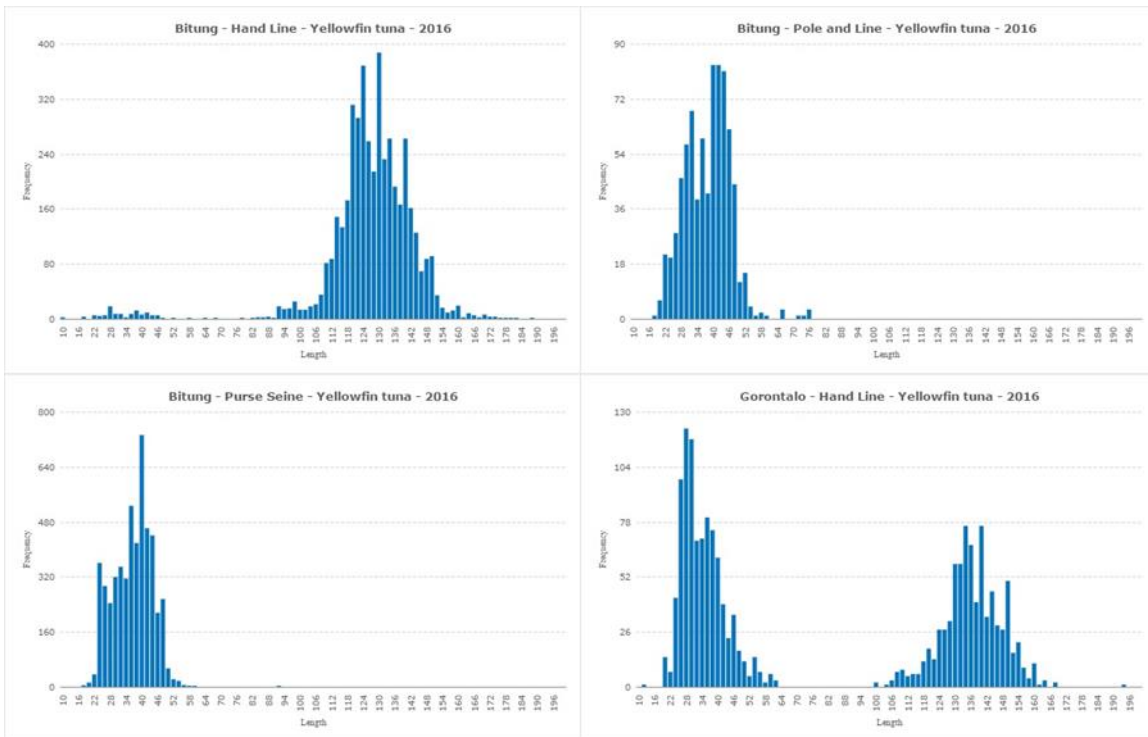 Bitung - Hand Line - Yellowfin tuna - 2016
400
320
240
160
80
0
Frequency
10 16 22 28 34 40 46 52 58 64 70 76 82 88 94 100 106 112 118 124 130 136 142 148 154 160 166 172 178 184 190 196
Length
Bitung - Pole and Line - Yellowfin tuna - 2016
90
72
54
36
18
0
Frequency
10 16 22 28 34 40 46 52 58 64 70 76 82 88 94 100 106 112 118 124 130 136 142 148 154 160 166 172 178 184 190 196
Length
Bitung - Purse Seine - Yellowfin tuna - 2016
800
640
480
320
160
0
Frequency
10 16 22 28 34 40 46 52 58 64 70 76 82 88 94 100 106 112 118 124 130 136 142 148 154 160 166 172 178 184 190 196
Length
Gorontalo - Hand Line - Yellowfin tuna - 2016
130
104
78
52
26
0
Frequency
10 16 22 28 34 40 46 52 58 64 70 76 82 88 94 100 106 112 118 124 130 136 142 148 154 160 166 172 178 184 190 196
Length